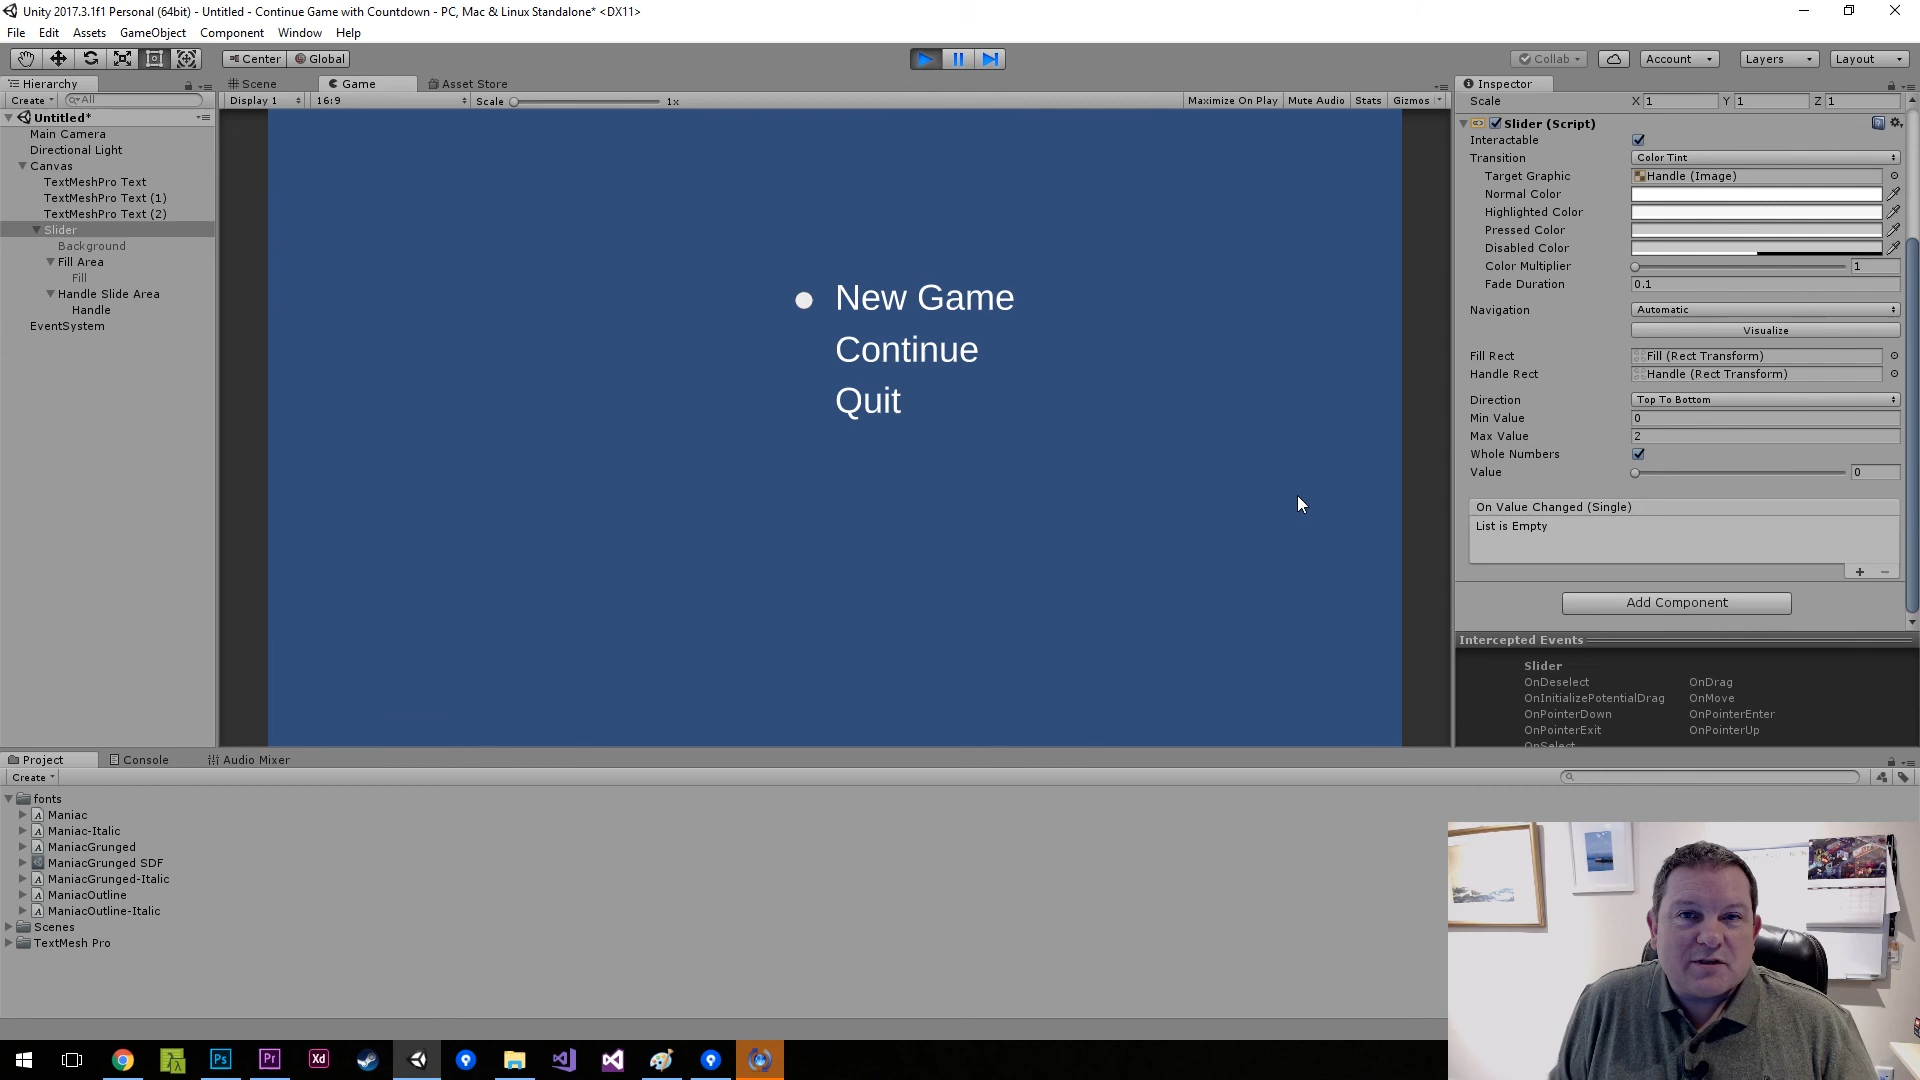 Unity 2017.3.1f1 Personal (64bit) - Untitled - Continue Game with Countdown - PC, Mac & Linux Standalone* <DX11>
File Edit Assets GameObject Component Window Help
Center Global
Collab Account Layers Layout
Hierarchy
Scene Game Asset Store
Inspector
Create All
Display 1 16:9 Scale 1x Maximize On Play Mute Audio Stats Gizmos
Scale X 1 Y 1 Z 1
Untitled*
Main Camera
Directional Light
Canvas
TextMeshPro Text
TextMeshPro Text (1)
TextMeshPro Text (2)
Slider
Background
Fill Area
Fill
Handle Slide Area
Handle
EventSystem
New Game
Continue
Quit
Slider (Script)
Interactable
Transition Color Tint
Target Graphic Handle (Image)
Normal Color
Highlighted Color
Pressed Color
Disabled Color
Color Multiplier 1
Fade Duration 0.1
Navigation Automatic
Visualize
Fill Rect Fill (Rect Transform)
Handle Rect Handle (Rect Transform)
Direction Top To Bottom
Min Value 0
Max Value 2
Whole Numbers
Value 0
On Value Changed (Single)
List is Empty
Add Component
Intercepted Events
Slider
OnDeselect OnDrag
OnInitializePotentialDrag OnMove
OnPointerDown OnPointerEnter
OnPointerExit OnPointerUp
OnSelect
Project Console Audio Mixer
Create
fonts
Maniac
Maniac-Italic
ManiacGrunged
ManiacGrunged SDF
ManiacGrunged-Italic
ManiacOutline
ManiacOutline-Italic
Scenes
TextMesh Pro
Ps Pr Xd